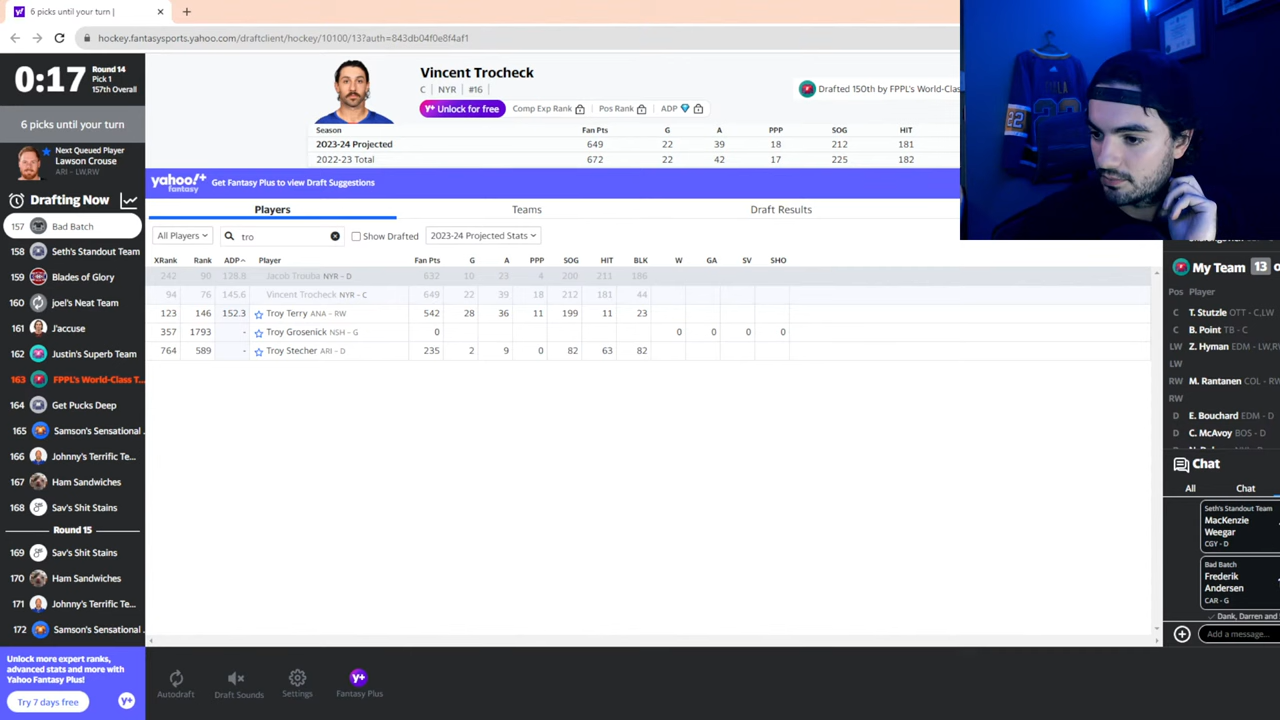 6 picks until your turn |
hockey.fantasysports.yahoo.com/draftclient/hockey/10100/13?auth=843db04f0e8f4af1
0:17
Round 14
Pick 1
157th Overall
6 picks until your turn
Next Queued Player
Lawson Crouse
ARI - LW,RW
Drafting Now
157 Bad Batch
158 Seth's Standout Team
159 Blades of Glory
160 joel's Neat Team
161 J'accuse
162 Justin's Superb Team
163 FPPL's World-Class T...
164 Get Pucks Deep
165 Samson's Sensational .
166 Johnny's Terrific Te...
167 Ham Sandwiches
168 Sav's Shit Stains
Round 15
169 Sav's Shit Stains
170 Ham Sandwiches
171 Johnny's Terrific Te...
172 Samson's Sensational .
Unlock more expert ranks, advanced stats and more with Yahoo Fantasy Plus!
Try 7 days free
y+
Vincent Trocheck
C | NYR | #16
y+ Unlock for free
Comp Exp Rank
Pos Rank
ADP
Drafted 150th by FPPL's World-Clas
Season Fan Pts G A PPP SOG HIT
2023-24 Projected 649 22 39 18 212 181
2022-23 Total 672 22 42 17 225 182
yahoo!+ fantasy
Get Fantasy Plus to view Draft Suggestions
Players
Teams
Draft Results
All Players
tro
Show Drafted
2023-24 Projected Stats
XRank Rank ADP Player Fan Pts G A PPP SOG HIT BLK W GA SV SHO
242 90 128.8 Jacob Trouba NYR - D 632 10 23 4 200 211 186
94 76 145.6 Vincent Trocheck NYR - C 649 22 39 18 212 181 44
123 146 152.3 Troy Terry ANA - RW 542 28 36 11 199 11 23
357 1793 - Troy Grosenick NSH - G 0 0 0 0 0
764 589 - Troy Stecher ARI - D 235 2 9 0 82 63 82
Autodraft
Draft Sounds
Settings
y+
Fantasy Plus
My Team 13 o
Pos Player
C T. Stutzle OTT - C,LW
C B. Point TB - C
LW Z. Hyman EDM - LW,RW
LW
RW M. Rantanen COL - RW
RW
D E. Bouchard EDM - D
D C. McAvoy BOS - D
Chat
All
Chat
Seth's Standout Team
MacKenzie
Weegar
CGY - D
Bad Batch
Frederik
Andersen
CAR - G
Dank, Darren and
Add a message...